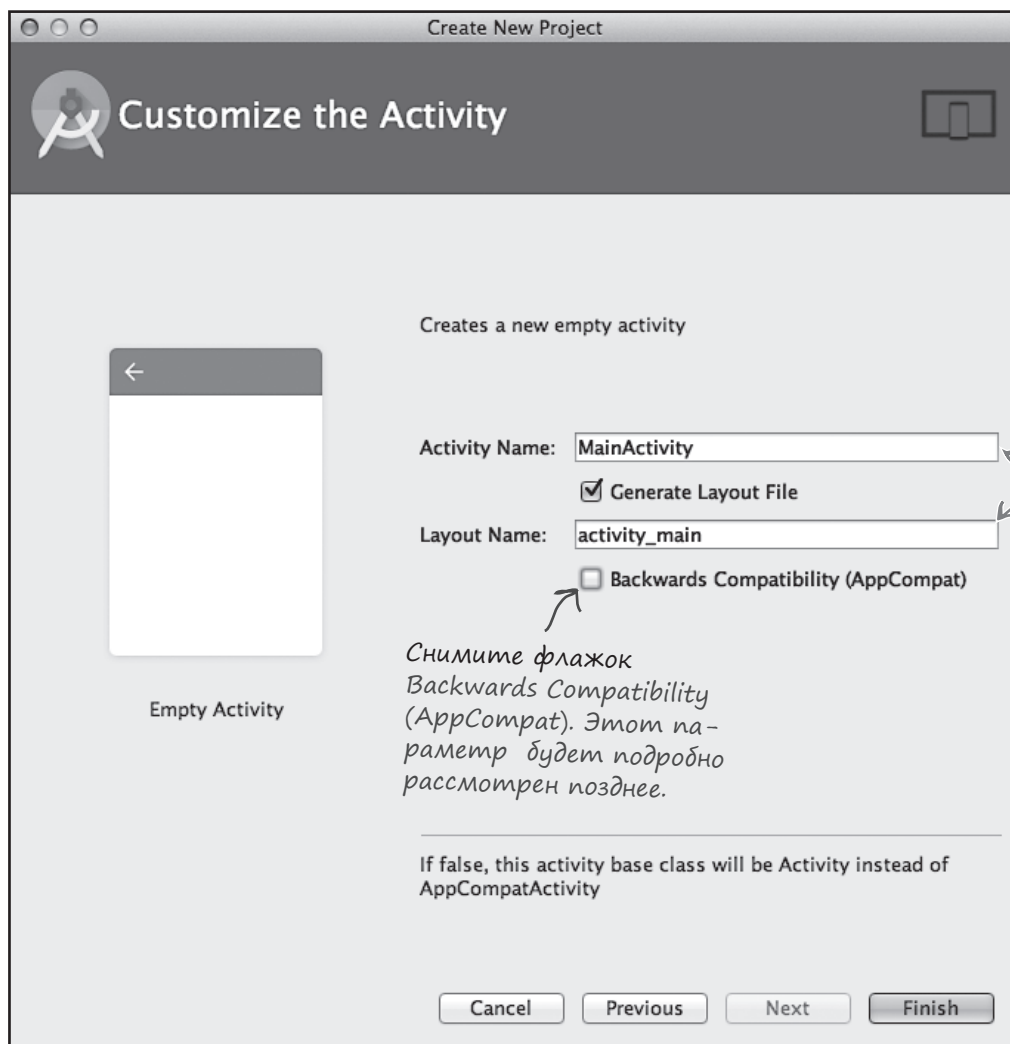 Create New Project
Customize the Activity
Creates a new empty activity
Activity Name: MainActivity
Generate Layout File
Layout Name: activity_main
Backwards Compatibility (AppCompat)
Снимите флажок
Backwards Compatibility
(AppCompat). Этот па-
раметр будет подробно
рассмотрен позднее.
Empty Activity
If false, this activity base class will be Activity instead of
AppCompatActivity
Cancel Previous Next Finish